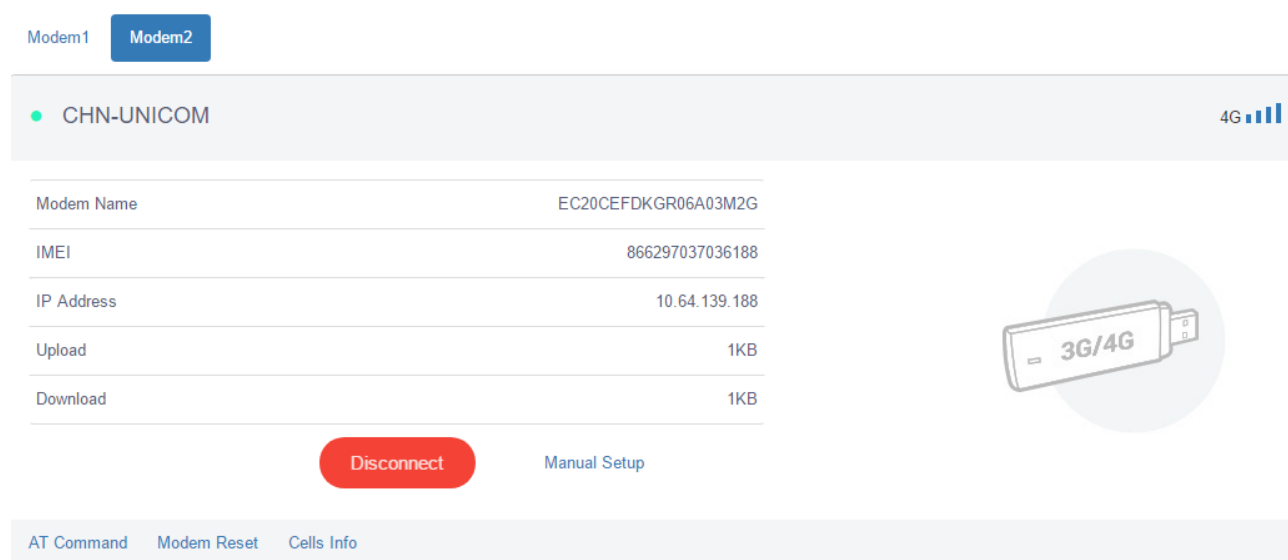 Modem1 Modem2
CHN-UNICOM 4G
Modem Name EC20CEFDKGR06A03M2G
IMEI 866297037036188
IP Address 10.64.139.188
Upload 1KB
Download 1KB
3G/4G
Disconnect Manual Setup
AT Command Modem Reset Cells Info